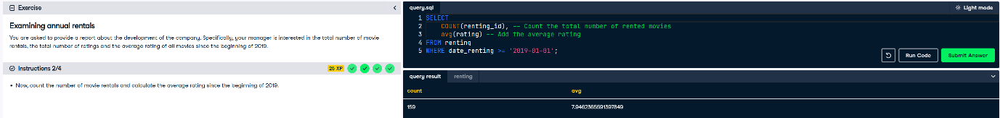 Exercise
Examining annual rentals
You are asked to provide a report about the development of the company. Specifically, your manager is interested in the total number of movie
rentals, the total number of ratings and the average rating of all movies since the beginning of 2019.
Instructions 2/4
25 XP
• Now, count the number of movie rentals and calculate the average rating since the beginning of 2019.
query.sql
Light mode
1 SELECT
2 COUNT(renting_id), -- Count the total number of rented movies
3 avg(rating) -- Add the average rating
4 FROM renting
5 WHERE date_renting >= '2019-01-01';
Run Code
Submit Answer
query result
renting
count avg
159 7.9462365591397849